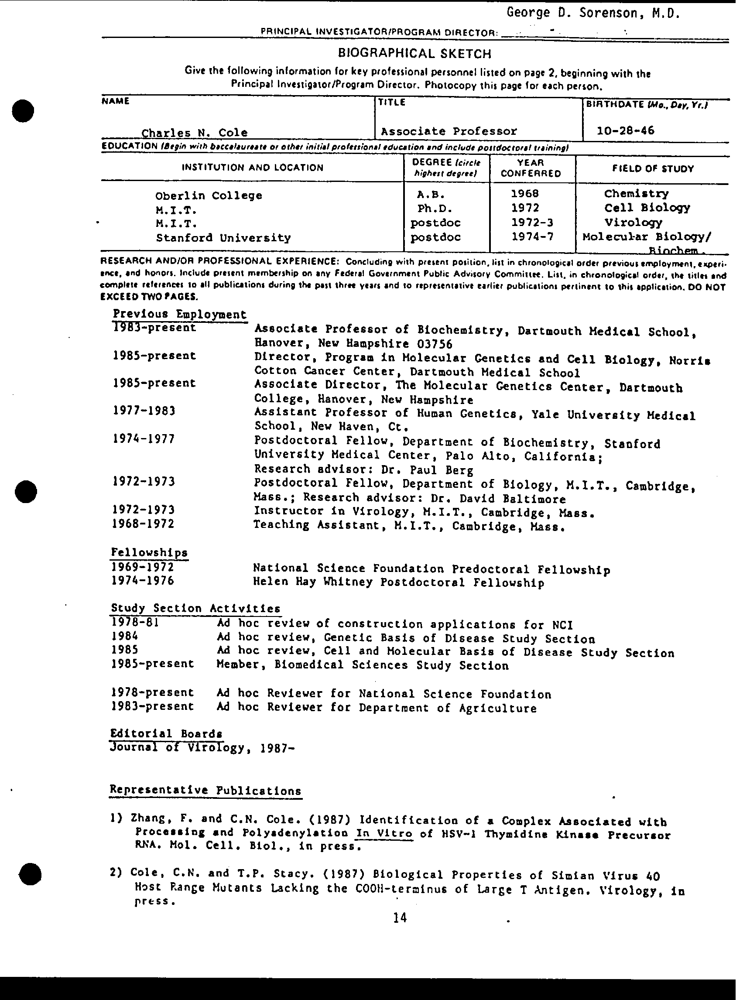 George D. Sorenson, M.D.
PRINCIPAL INVESTIGATOR/PROGRAM DIRECTOR:
BIOGRAPHICAL SKETCH
Give the following information for key professional personnel listed on page 2, beginning with the
Principal Investigator/Program Director. Photocopy this page for each person.
NAME TITLE BIRTHDATE (Mo., Day, Yr.)
Charles N. Cole Associate Professor 10-28-46
EDUCATION (Begin with baccalaureate or other initial professional education and include postdoctoral training)
INSTITUTION AND LOCATION DEGREE (circle highest degree) YEAR CONFERRED FIELD OF STUDY
Oberlin College A.B. 1968 Chemistry
M.I.T. Ph.D. 1972 Cell Biology
M.I.T. postdoc 1972-3 Virology
Stanford University postdoc 1974-7 Molecular Biology/
Biochem.
RESEARCH AND/OR PROFESSIONAL EXPERIENCE: Concluding with present position, list in chronological order previous employment, experi-
ence, and honors. Include present membership on any Federal Government Public Advisory Committee. List, in chronological order, the titles and
complete references to all publications during the past three years and to representative earlier publications pertinent to this application. DO NOT
EXCEED TWO PAGES.
Previous Employment
1983-present Associate Professor of Biochemistry, Dartmouth Medical School,
Hanover, New Hampshire 03756
1985-present Director, Program in Molecular Genetics and Cell Biology, Norris
Cotton Cancer Center, Dartmouth Medical School
1985-present Associate Director, The Molecular Genetics Center, Dartmouth
College, Hanover, New Hampshire
1977-1983 Assistant Professor of Human Genetics, Yale University Medical
School, New Haven, Ct.
1974-1977 Postdoctoral Fellow, Department of Biochemistry, Stanford
University Medical Center, Palo Alto, California;
Research advisor: Dr. Paul Berg
1972-1973 Postdoctoral Fellow, Department of Biology, M.I.T., Cambridge,
Mass.; Research advisor: Dr. David Baltimore
1972-1973 Instructor in Virology, M.I.T., Cambridge, Mass.
1968-1972 Teaching Assistant, M.I.T., Cambridge, Mass.
Fellowships
1969-1972 National Science Foundation Predoctoral Fellowship
1974-1976 Helen Hay Whitney Postdoctoral Fellowship
Study Section Activities
1978-81 Ad hoc review of construction applications for NCI
1984 Ad hoc review, Genetic Basis of Disease Study Section
1985 Ad hoc review, Cell and Molecular Basis of Disease Study Section
1985-present Member, Biomedical Sciences Study Section
1978-present Ad hoc Reviewer for National Science Foundation
1983-present Ad hoc Reviewer for Department of Agriculture
Editorial Boards
Journal of Virology, 1987-
Representative Publications
1) Zhang, F. and C.N. Cole. (1987) Identification of a Complex Associated with
Processing and Polyadenylation In Vitro of HSV-1 Thymidine Kinase Precursor
RNA. Mol. Cell. Biol., in press.
2) Cole, C.N. and T.P. Stacy. (1987) Biological Properties of Simian Virus 40
Host Range Mutants Lacking the COOH-terminus of Large T Antigen. Virology, in
press.
14